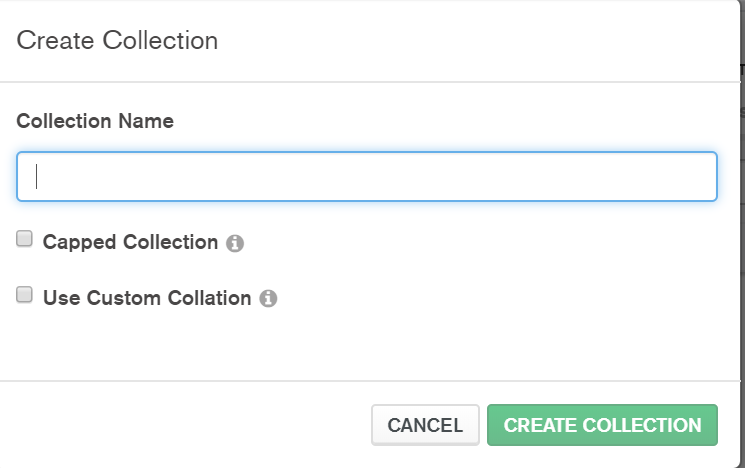 Create Collection
Collection Name
Capped Collection
Use Custom Collation
CANCEL CREATE COLLECTION